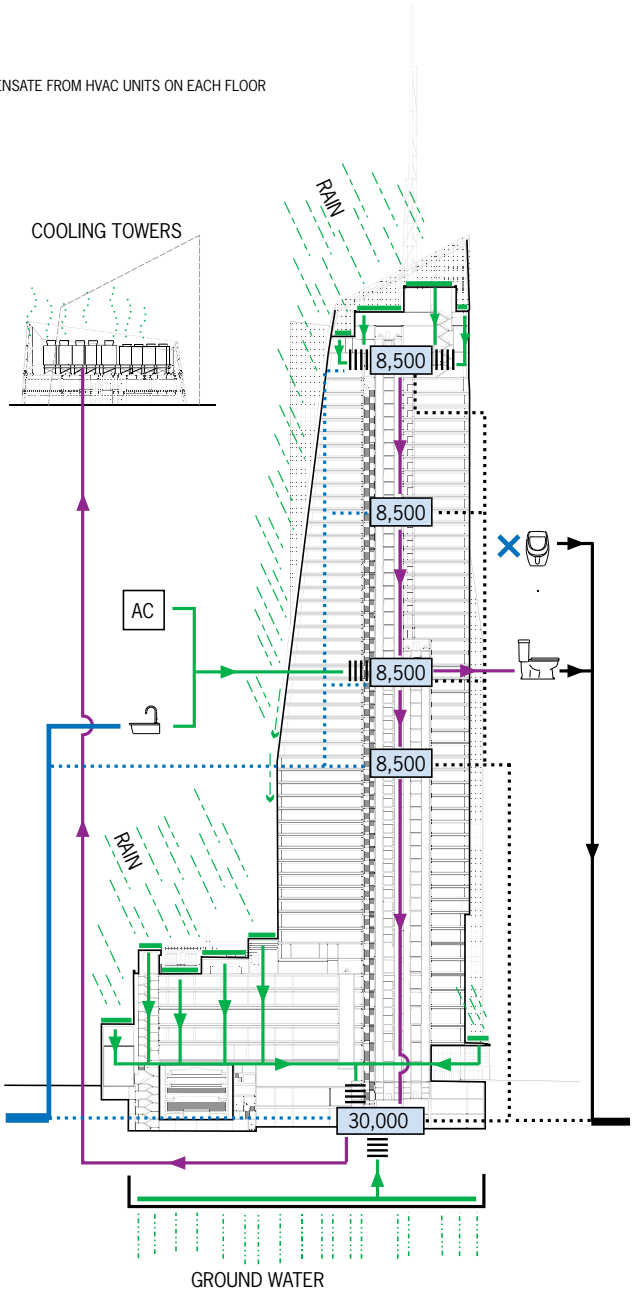 FROM HVAC UNITS ON EACH FLOOR
RAIN
COOLING TOWERS
8,500
8,500
AC
8,500
8,500
RAIN
30,000
GROUND WATER